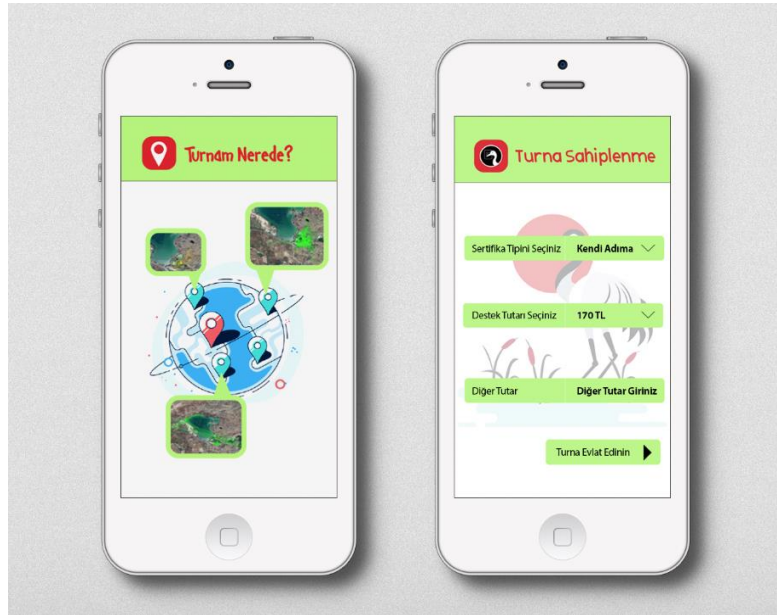 Turnam Nerede?
Turna Sahiplenme
Sertifika Tipini Seçiniz Kendi Adıma
Destek Tutarı Seçiniz 170 TL
Diğer Tutar Diğer Tutar Giriniz
Turna Evlat Edinin